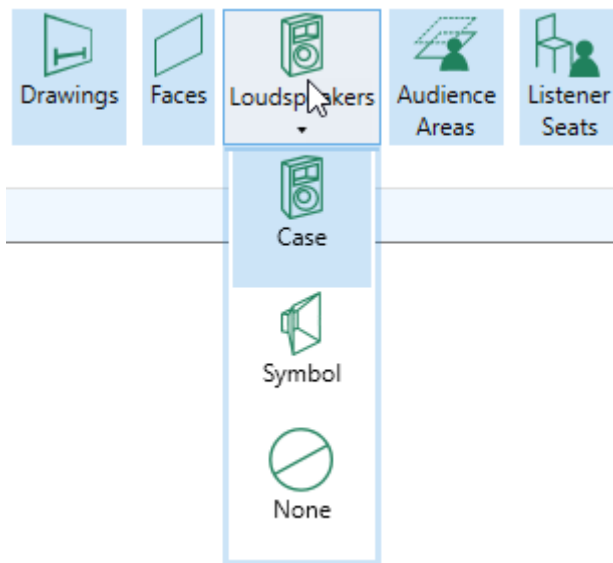 Drawings
Faces
Loudspeakers
Audience
Areas
Listener
Seats
Case
Symbol
None